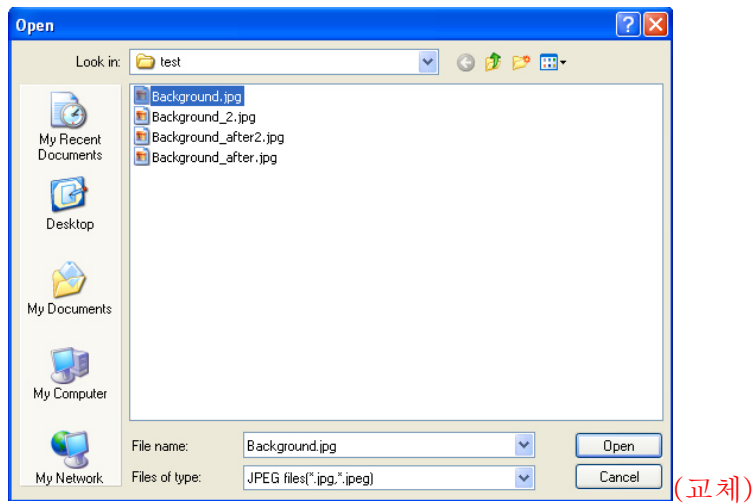 Open
Look in: test
My Recent
Documents
Desktop
My Documents
My Computer
My Network
Background.jpg
Background_2.jpg
Background_after2.jpg
Background_after.jpg
File name: Background.jpg Open
Files of type: JPEG files(*.jpg,*.jpeg) Cancel
(교체)